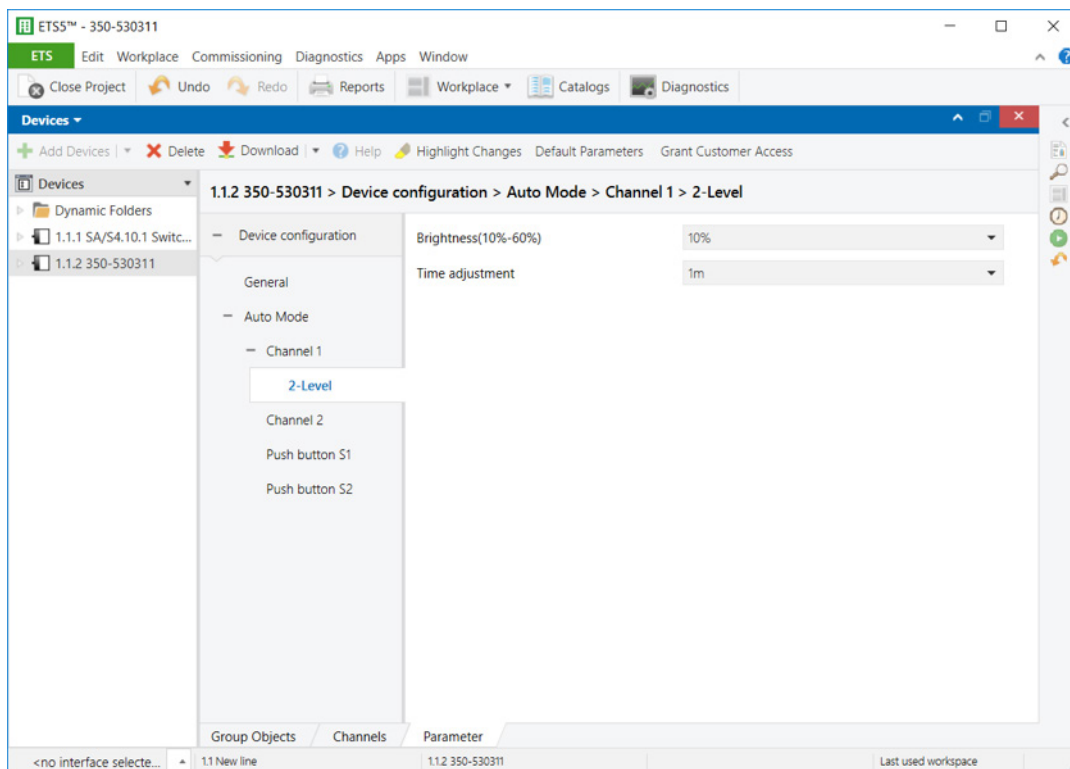 ETS5™ - 350-530311
ETS Edit Workplace Commissioning Diagnostics Apps Window
Close Project Undo Redo Reports Workplace Catalogs Diagnostics
Devices
Add Devices Delete Download Help Highlight Changes Default Parameters Grant Customer Access
Devices
Dynamic Folders
1.1.1 SA/S4.10.1 Switc...
1.1.2 350-530311
1.1.2 350-530311 > Device configuration > Auto Mode > Channel 1 > 2-Level
Device configuration
General
Auto Mode
Channel 1
2-Level
Channel 2
Push button S1
Push button S2
Brightness(10%-60%) 10%
Time adjustment 1m
Group Objects Channels Parameter
<no interface selecte... 1.1 New line 1.1.2 350-530311 Last used workspace